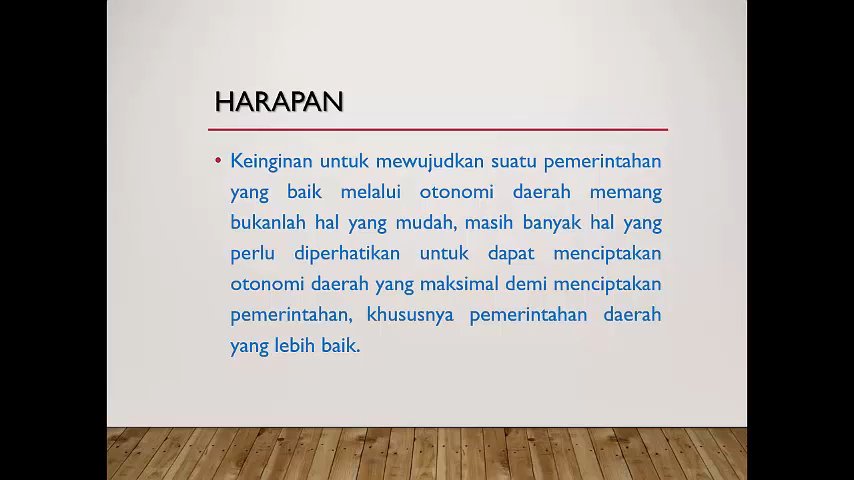 HARAPAN
• Keinginan untuk mewujudkan suatu pemerintahan
yang baik melalui otonomi daerah memang
bukanlah hal yang mudah, masih banyak hal yang
perlu diperhatikan untuk dapat menciptakan
otonomi daerah yang maksimal demi menciptakan
pemerintahan, khususnya pemerintahan daerah
yang lebih baik.